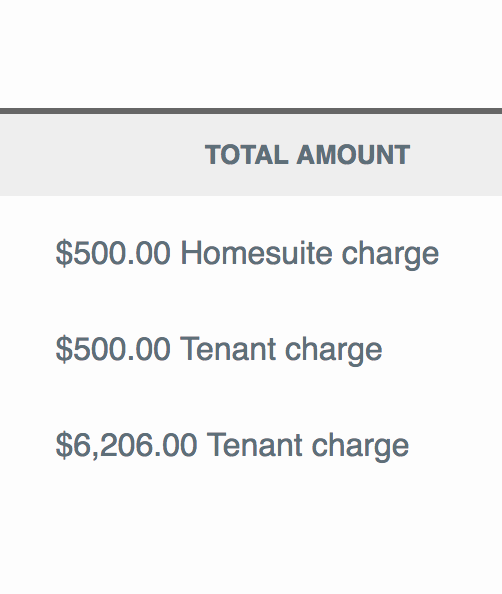 TOTAL AMOUNT
$500.00 Homesuite charge
$500.00 Tenant charge
$6,206.00 Tenant charge